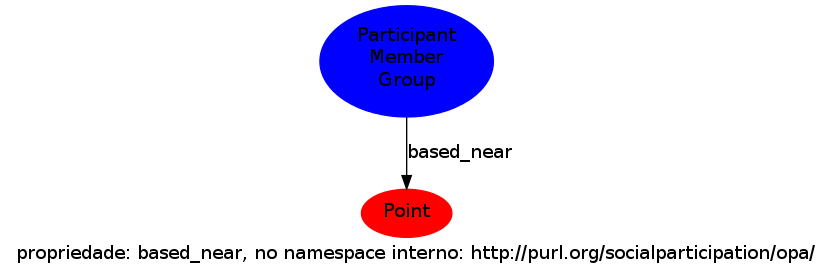 Participant
Member
Group
based_near
Point
propriedade: based_near, no namespace interno: http://purl.org/socialparticipation/opa/